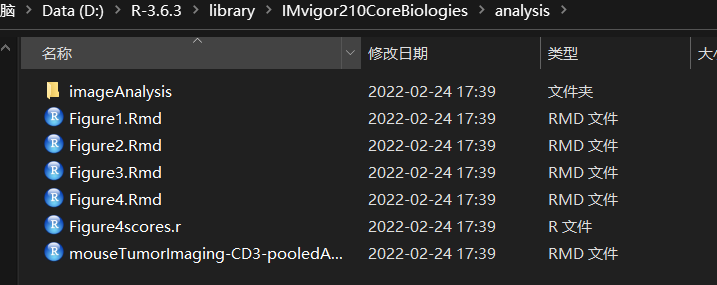 脑 › Data (D:) › R-3.6.3 › library › IMvigor210CoreBiologies › analysis
名称 修改日期 类型 大小
imageAnalysis 2022-02-24 17:39 文件夹
Figure1.Rmd 2022-02-24 17:39 RMD 文件
Figure2.Rmd 2022-02-24 17:39 RMD 文件
Figure3.Rmd 2022-02-24 17:39 RMD 文件
Figure4.Rmd 2022-02-24 17:39 RMD 文件
Figure4scores.r 2022-02-24 17:39 R 文件
mouseTumorImaging-CD3-pooledA... 2022-02-24 17:39 RMD 文件